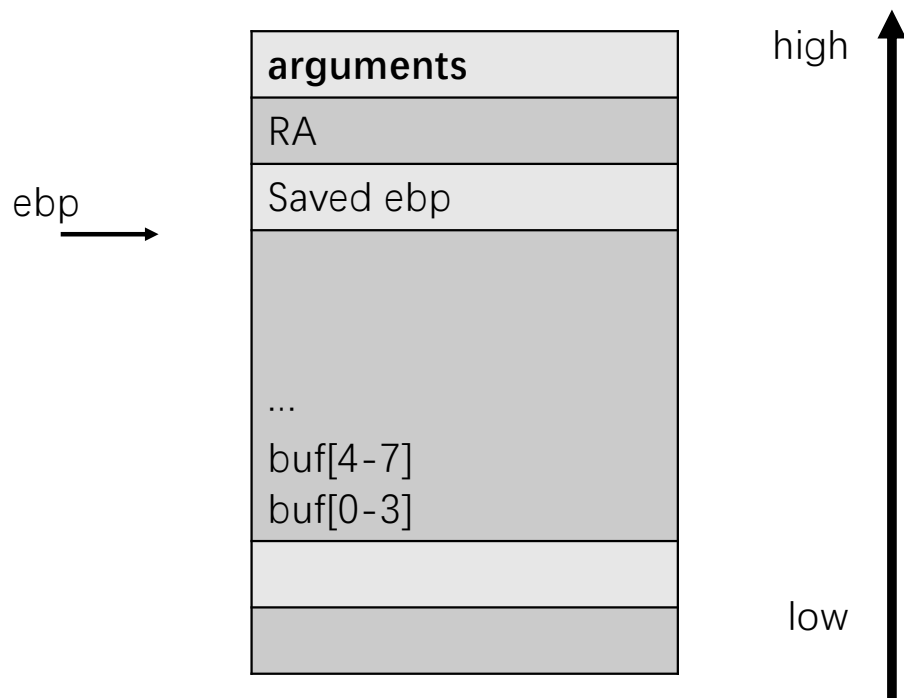 arguments
high
RA
Saved ebp
ebp
...
buf[4-7]
buf[0-3]
low